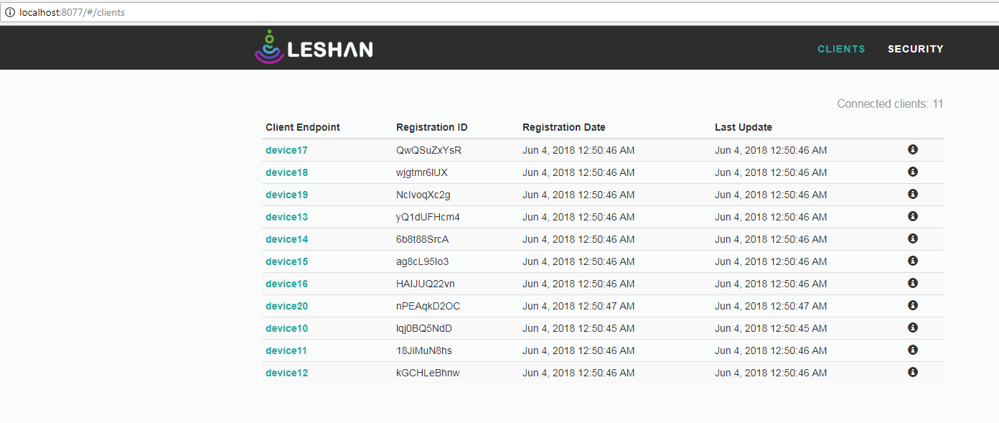 localhost:8077/#/clients
LESHAN CLIENTS SECURITY
Connected clients: 11
Client Endpoint Registration ID Registration Date Last Update
device17 QwQSuZxYsR Jun 4, 2018 12:50:46 AM Jun 4, 2018 12:50:46 AM
device18 wjgtmr6lUX Jun 4, 2018 12:50:46 AM Jun 4, 2018 12:50:46 AM
device19 NcIvoqXc2g Jun 4, 2018 12:50:46 AM Jun 4, 2018 12:50:46 AM
device13 yQ1dUFHcm4 Jun 4, 2018 12:50:46 AM Jun 4, 2018 12:50:46 AM
device14 6b8t88SrcA Jun 4, 2018 12:50:46 AM Jun 4, 2018 12:50:46 AM
device15 ag8cL95Io3 Jun 4, 2018 12:50:46 AM Jun 4, 2018 12:50:46 AM
device16 HAIJUQ22vn Jun 4, 2018 12:50:46 AM Jun 4, 2018 12:50:46 AM
device20 nPEAqkD2OC Jun 4, 2018 12:50:47 AM Jun 4, 2018 12:50:47 AM
device10 Iqj0BQ5NdD Jun 4, 2018 12:50:45 AM Jun 4, 2018 12:50:45 AM
device11 18JiMuN8hs Jun 4, 2018 12:50:46 AM Jun 4, 2018 12:50:46 AM
device12 kGCHLeBhnw Jun 4, 2018 12:50:46 AM Jun 4, 2018 12:50:46 AM